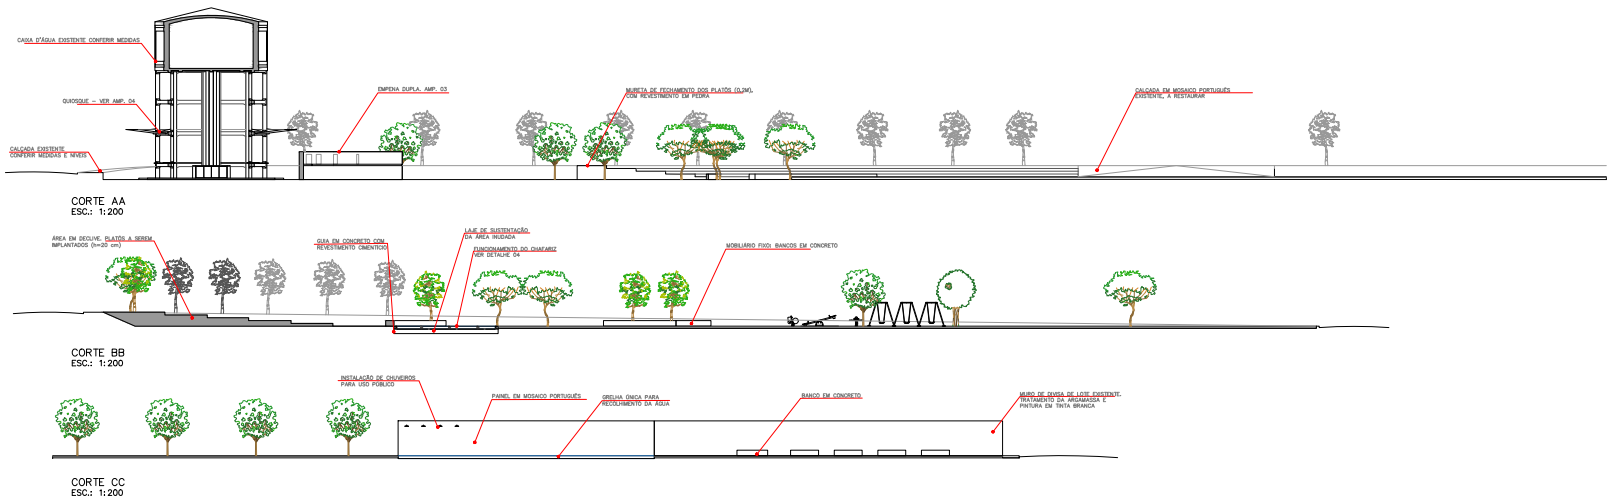 CAIXA D'ÁGUA EXISTENTE CONFERIR MEDIDAS
QUIOSQUE - VER AMP. 04
CALÇADA EXISTENTE
CONFERIR MEDIDAS E NÍVEIS
EMPENA DUPLA. AMP. 03
MURETA DE FECHAMENTO DOS PLATÔS (0,2M),
COM REVESTIMENTO EM PEDRA
CALÇADA EM MOSAICO PORTUGUÊS
EXISTENTE, A RESTAURAR
CORTE AA
ESC.: 1:200
ÁREA EM DECLIVE. PLATÔS A SEREM
IMPLANTADOS (h=20 cm)
GUIA EM CONCRETO COM
REVESTIMENTO CIMENTÍCIO
LAJE DE SUSTENTAÇÃO
DA ÁREA INUDADA
FUNCIONAMENTO DO CHAFARIZ
VER DETALHE 04
MOBILIÁRIO FIXO: BANCOS EM CONCRETO
CORTE BB
ESC.: 1:200
INSTALAÇÃO DE CHUVEIROS
PARA USO PÚBLICO
PAINEL EM MOSAICO PORTUGUÊS
GRELHA ÚNICA PARA
RECOLHIMENTO DA ÁGUA
BANCO EM CONCRETO
MURO DE DIVISA DE LOTE EXISTENTE.
TRATAMENTO DA ARGAMASSA E
PINTURA EM TINTA BRANCA
CORTE CC
ESC.: 1:200